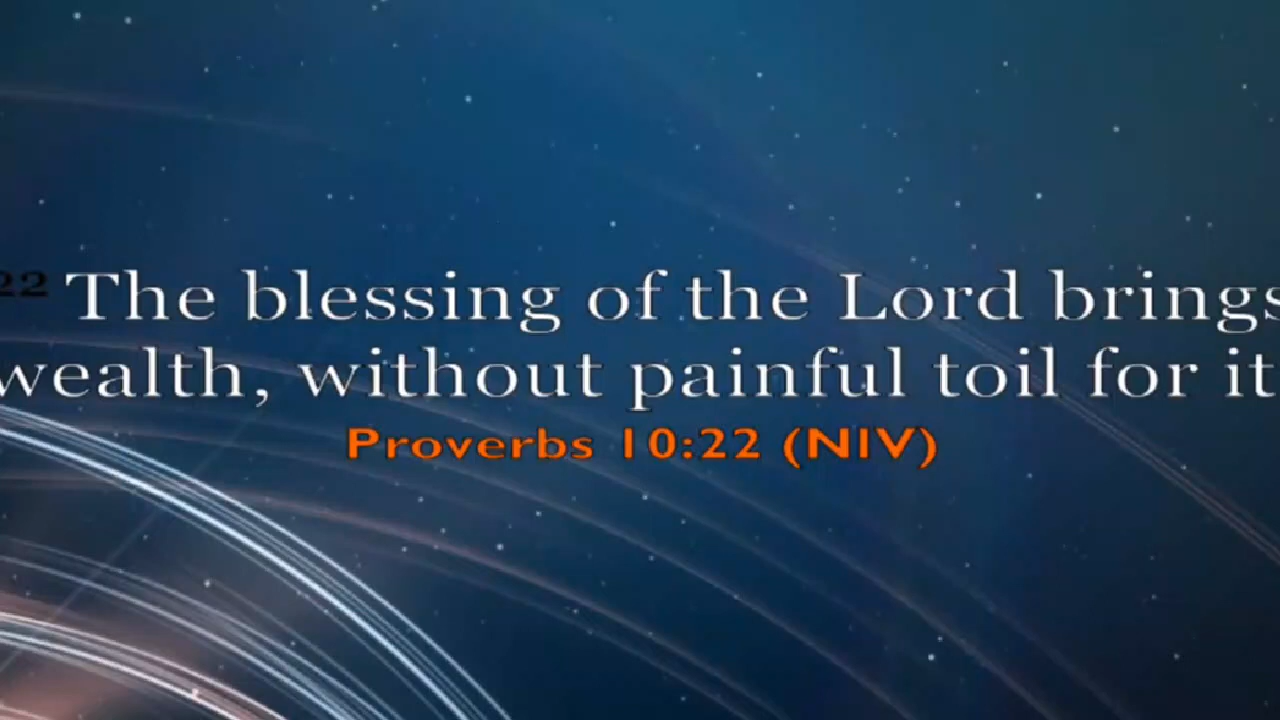 22 The blessing of the Lord brings
wealth, without painful toil for it
Proverbs 10:22 (NIV)